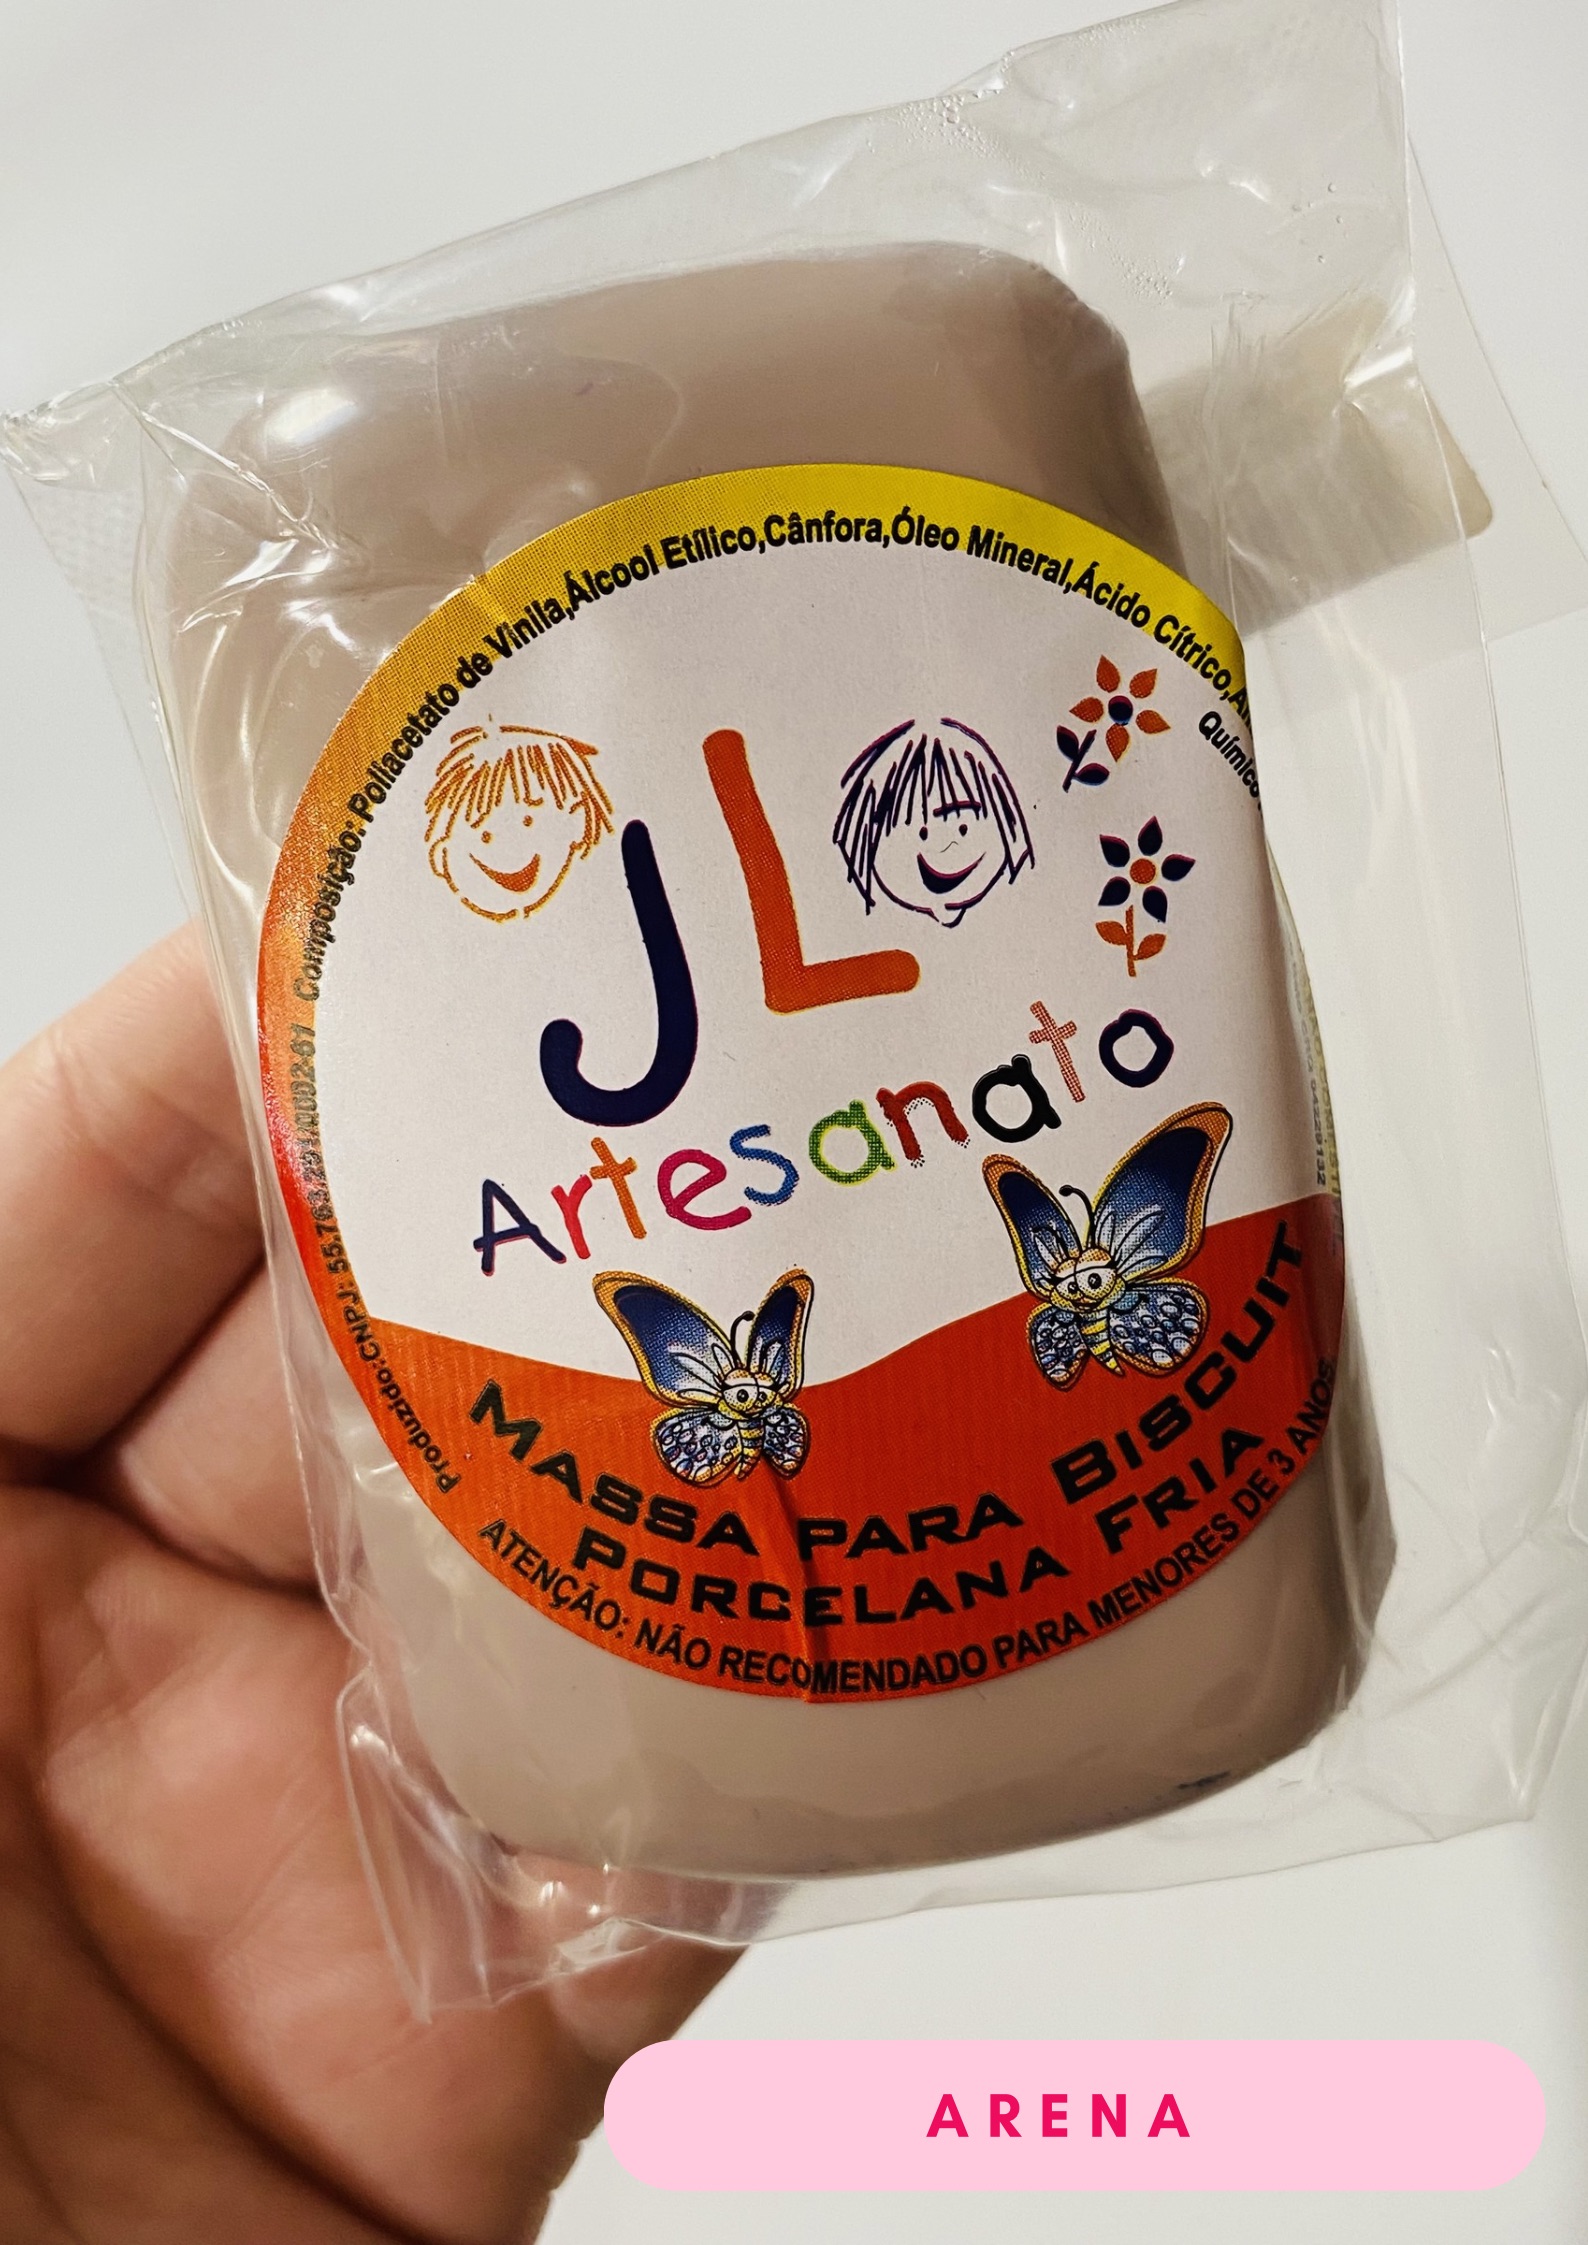 Composição: Poliacetato de Vinila,Álcool Etílico,Cânfora,Óleo Mineral,Ácido Cítrico,
JL
Artesanato
MASSA PARA BISCUIT
PORCELANA FRIA
ATENÇÃO: NÃO RECOMENDADO PARA MENORES DE 3 ANOS
Produzido:CNPJ:
ARENA